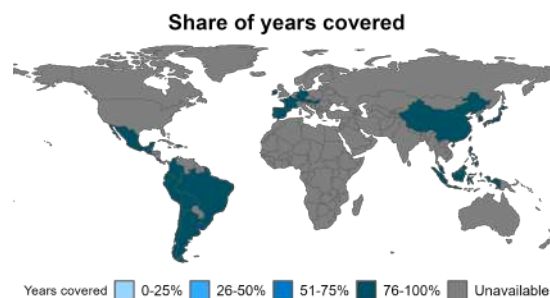 Share of years covered
Years covered 0-25% 26-50% 51-75% 76-100% Unavailable